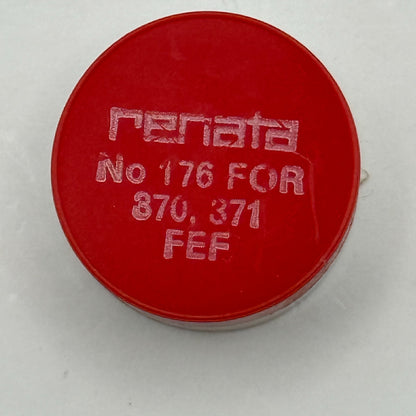 renata
No 176 FOR
370, 371
FEF